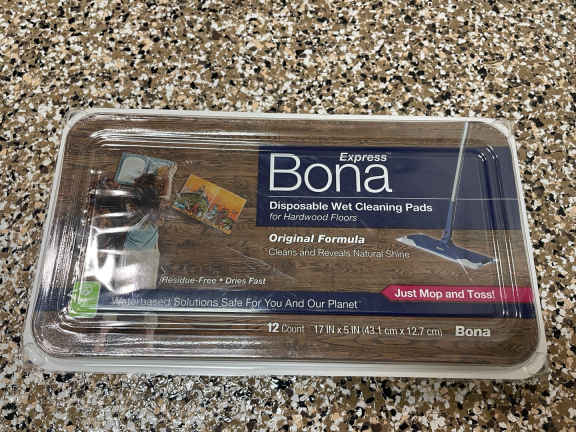 Express™
Bona
Disposable Wet Cleaning Pads
for Hardwood Floors
Original Formula
Cleans and Reveals Natural Shine
Residue-Free • Dries Fast
Just Mop and Toss!
Waterbased Solutions Safe For You And Our Planet™
12 Count 17 IN x 5 IN (43.1 cm x 12.7 cm) Bona